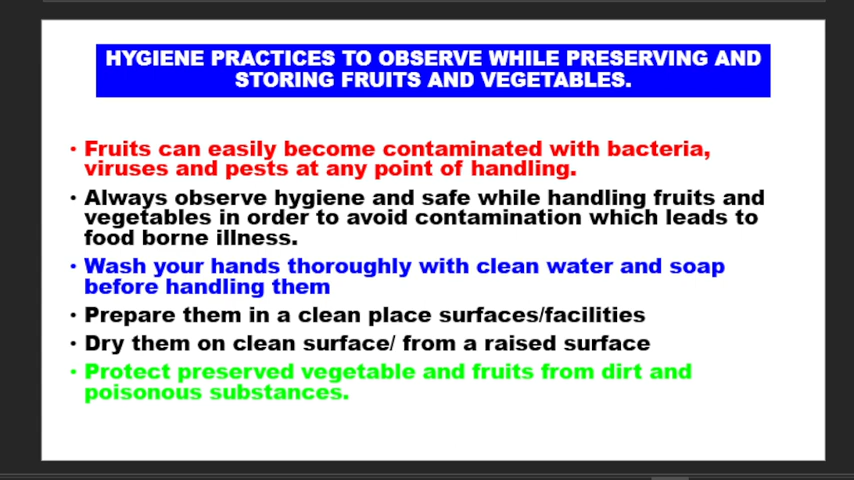 HYGIENE PRACTICES TO OBSERVE WHILE PRESERVING AND
STORING FRUITS AND VEGETABLES.
• Fruits can easily become contaminated with bacteria,
viruses and pests at any point of handling.
• Always observe hygiene and safe while handling fruits and
vegetables in order to avoid contamination which leads to
food borne illness.
• Wash your hands thoroughly with clean water and soap
before handling them
• Prepare them in a clean place surfaces/facilities
• Dry them on clean surface/ from a raised surface
• Protect preserved vegetable and fruits from dirt and
poisonous substances.